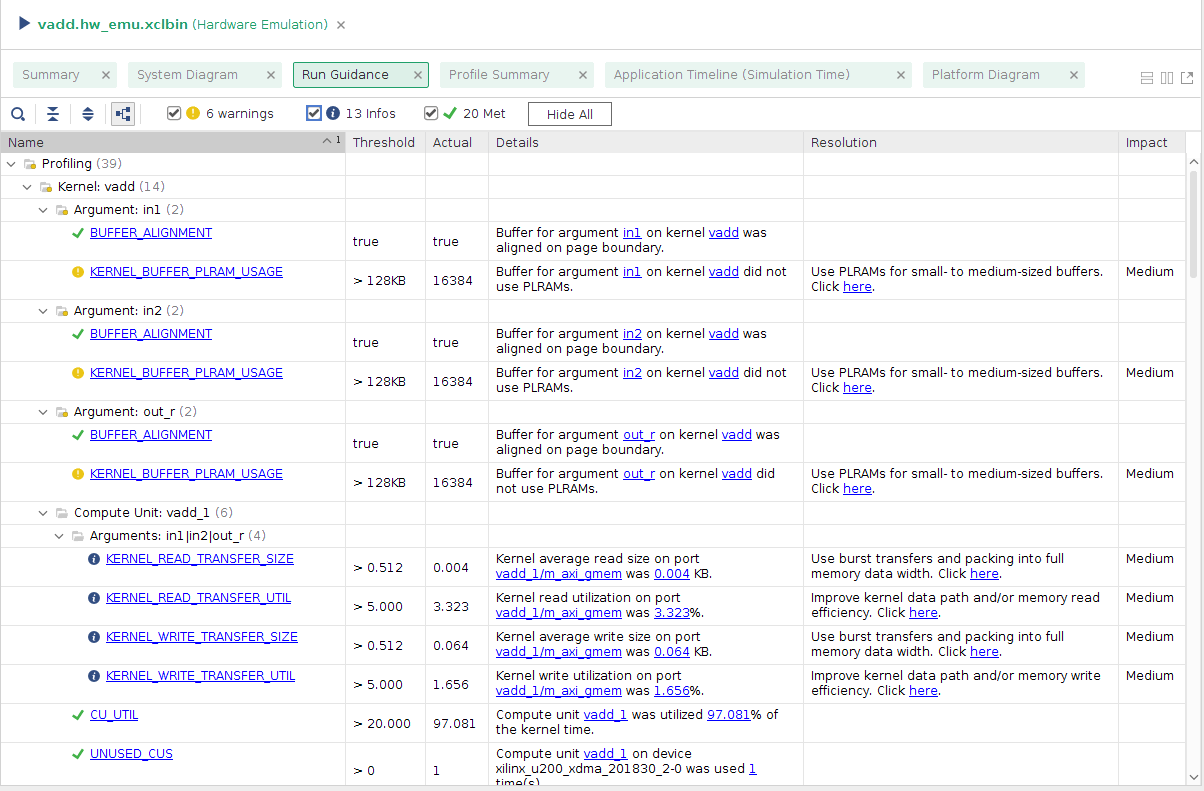 vadd.hw_emu.xclbin (Hardware Emulation)
Summary System Diagram Run Guidance Profile Summary Application Timeline (Simulation Time) Platform Diagram
6 warnings 13 Infos 20 Met Hide All
Name 1 Threshold Actual Details Resolution Impact
Profiling (39)
Kernel: vadd (14)
Argument: in1 (2)
BUFFER_ALIGNMENT true true Buffer for argument in1 on kernel vadd was
aligned on page boundary.
KERNEL_BUFFER_PLRAM_USAGE > 128KB 16384 Buffer for argument in1 on kernel vadd did not Use PLRAMs for small- to medium-sized buffers. Medium
use PLRAMs. Click here.
Argument: in2 (2)
BUFFER_ALIGNMENT true true Buffer for argument in2 on kernel vadd was
aligned on page boundary.
KERNEL_BUFFER_PLRAM_USAGE > 128KB 16384 Buffer for argument in2 on kernel vadd did not Use PLRAMs for small- to medium-sized buffers. Medium
use PLRAMs. Click here.
Argument: out_r (2)
BUFFER_ALIGNMENT true true Buffer for argument out_r on kernel vadd was
aligned on page boundary.
KERNEL_BUFFER_PLRAM_USAGE > 128KB 16384 Buffer for argument out_r on kernel vadd did Use PLRAMs for small- to medium-sized buffers. Medium
not use PLRAMs. Click here.
Compute Unit: vadd_1 (6)
Arguments: in1|in2|out_r (4)
KERNEL_READ_TRANSFER_SIZE > 0.512 0.004 Kernel average read size on port Use burst transfers and packing into full Medium
vadd_1/m_axi_gmem was 0.004 KB. memory data width. Click here.
KERNEL_READ_TRANSFER_UTIL > 5.000 3.323 Kernel read utilization on port Improve kernel data path and/or memory read Medium
vadd_1/m_axi_gmem was 3.323%. efficiency. Click here.
KERNEL_WRITE_TRANSFER_SIZE > 0.512 0.064 Kernel average write size on port Use burst transfers and packing into full Medium
vadd_1/m_axi_gmem was 0.064 KB. memory data width. Click here.
KERNEL_WRITE_TRANSFER_UTIL > 5.000 1.656 Kernel write utilization on port Improve kernel data path and/or memory write Medium
vadd_1/m_axi_gmem was 1.656%. efficiency. Click here.
CU_UTIL > 20.000 97.081 Compute unit vadd_1 was utilized 97.081% of
the kernel time.
UNUSED_CUS > 0 1 Compute unit vadd_1 on device
xilinx_u200_xdma_201830_2-0 was used 1
time(s)